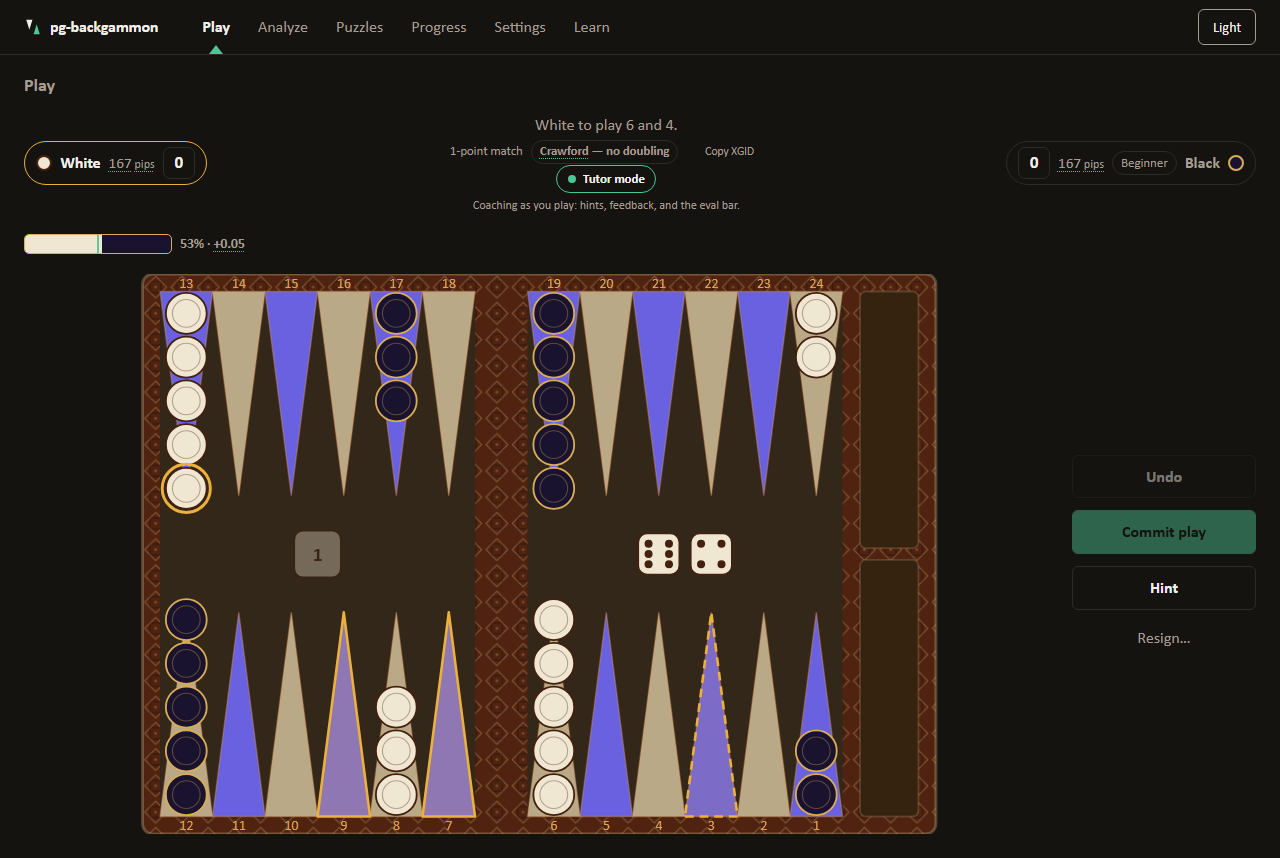 pg-backgammon Play Analyze Puzzles Progress Settings Learn Light
Play
White to play 6 and 4.
White 167 pips 0
1-point match Crawford — no doubling Copy XGID
0 167 pips Beginner Black
Tutor mode
Coaching as you play: hints, feedback, and the eval bar.
53% · +0.05
13 14 15 16 17 18 19 20 21 22 23 24
Undo
Commit play
1
Hint
Resign...
12 11 10 9 8 7 6 5 4 3 2 1